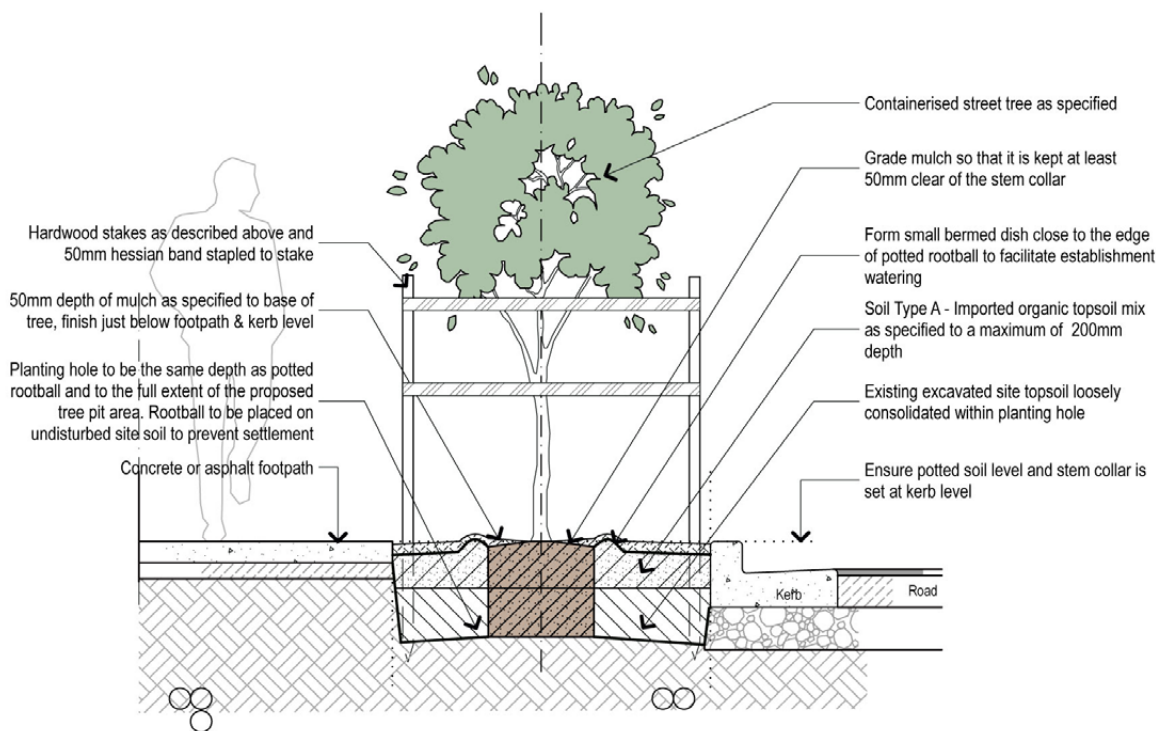 Hardwood stakes as described above and
50mm hessian band stapled to stake
50mm depth of mulch as specified to base of
tree, finish just below footpath & kerb level
Planting hole to be the same depth as potted
rootball and to the full extent of the proposed
tree pit area. Rootball to be placed on
undisturbed site soil to prevent settlement
Concrete or asphalt footpath
Containerised street tree as specified
Grade mulch so that it is kept at least
50mm clear of the stem collar
Form small bermed dish close to the edge
of potted rootball to facilitate establishment
watering
Soil Type A - Imported organic topsoil mix
as specified to a maximum of 200mm
depth
Existing excavated site topsoil loosely
consolidated within planting hole
Ensure potted soil level and stem collar is
set at kerb level
Kerb
Road